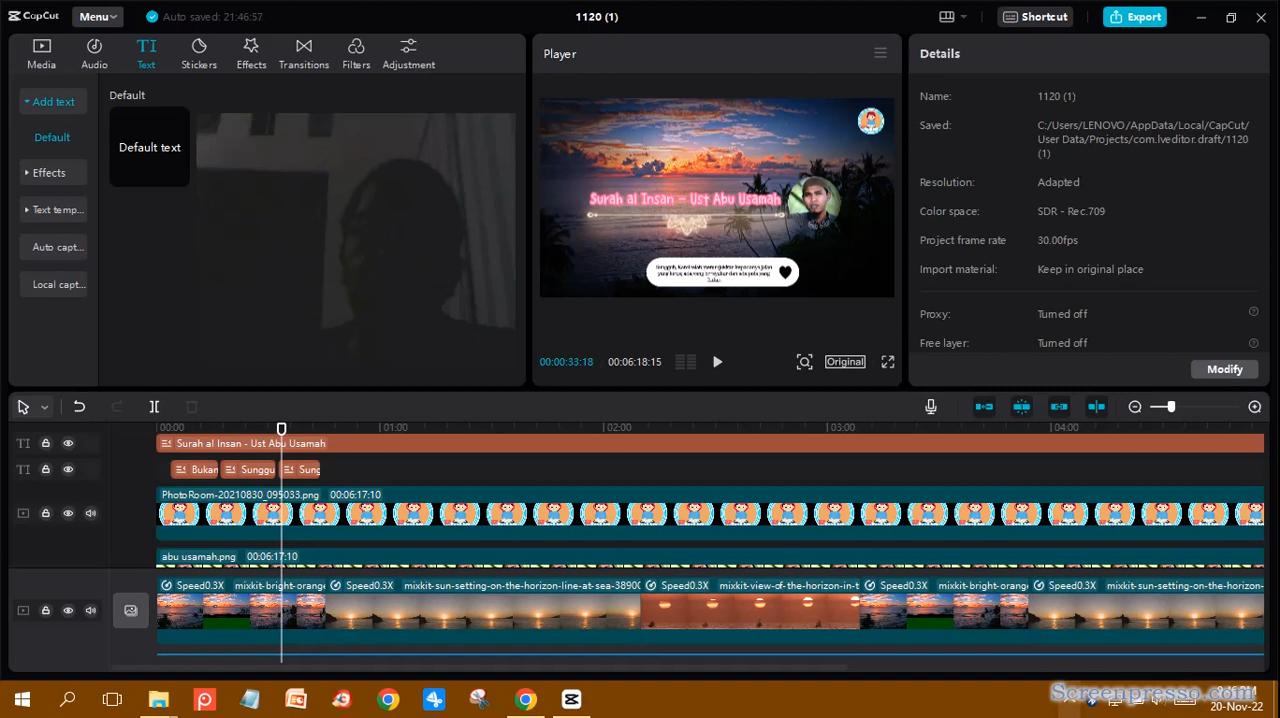 CapCut
Menu
Auto saved: 21:46:57
1120 (1)
Shortcut
Export
Media
Audio
TI
Text
Stickers
Effects
Transitions
Filters
Adjustment
Add text
Default
Effects
Text temp...
Auto capt...
Default
Default text
Player
Surah al Insan - Ust Abu Usamah
00:00:33:18
00:06:18:15
Original
Details
Name:
1120 (1)
Saved:
C:/Users/LENOVO/AppData/Local/CapCut/
User Data/Projects/com.lveditor.draft/1120
(1)
Resolution:
Adapted
Color space:
SDR - Rec.709
Project frame rate
30.00fps
Import material:
Keep in original place
Proxy:
Turned off
Free layer:
Turned off
Modify
00:00
01:00
02:00
03:00
04:00
TI
Surah al Insan - Ust Abu Usamah
TI
Bukan
Sunggu
Sung
PhotoRoom-20210830_095033.png 00:06:17:10
abu usamah.png 00:06:17:10
Speed0.3X mixkit-bright-orange
Speed0.3X mixkit-sun-setting-on-the-horizon-line-at-sea-38900
Speed0.3X mixkit-view-of-the-horizon-in-t
Speed0.3X mixkit-bright-orang
Speed0.3X mixkit-sun-setting-on-the-horizon-
Screenpresso.com
20-Nov-22